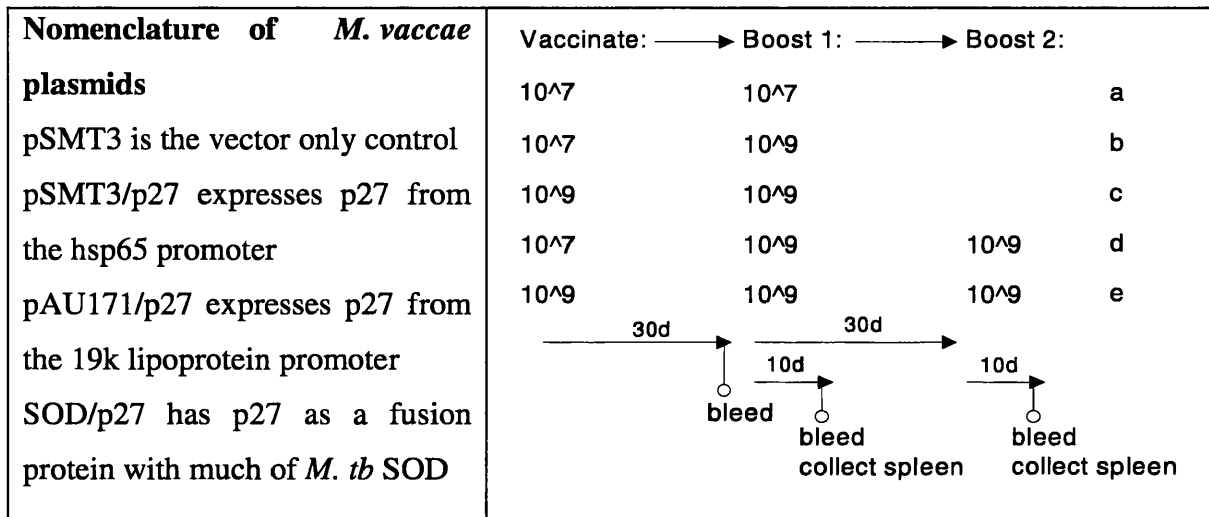 Nomenclature of M. vaccae
plasmids
pSMT3 is the vector only control
pSMT3/p27 expresses p27 from
the hsp65 promoter
pAU171/p27 expresses p27 from
the 19k lipoprotein promoter
SOD/p27 has p27 as a fusion
protein with much of M. tb SOD
Vaccinate: Boost 1: Boost 2:
10^7 10^7 a
10^7 10^9 b
10^9 10^9 c
10^7 10^9 10^9 d
10^9 10^9 10^9 e
30d 30d
10d 10d
bleed
bleed bleed
collect spleen collect spleen